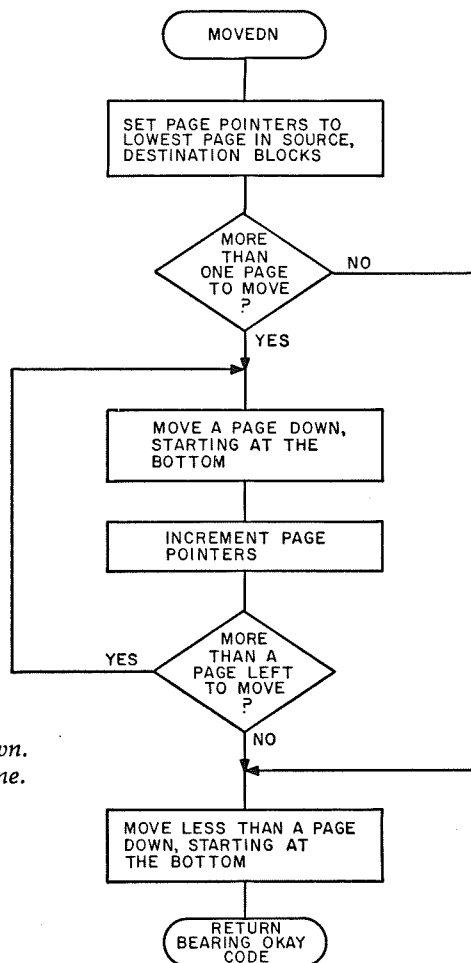 MOVEDN
SET PAGE POINTERS TO
LOWEST PAGE IN SOURCE,
DESTINATION BLOCKS
MORE
THAN
ONE PAGE
TO MOVE
?
NO
YES
MOVE A PAGE DOWN,
STARTING AT THE
BOTTOM
INCREMENT PAGE
POINTERS
MORE
THAN A
PAGE LEFT
TO MOVE
?
YES
NO
MOVE LESS THAN A PAGE
DOWN, STARTING AT
THE BOTTOM
RETURN
BEARING OKAY
CODE